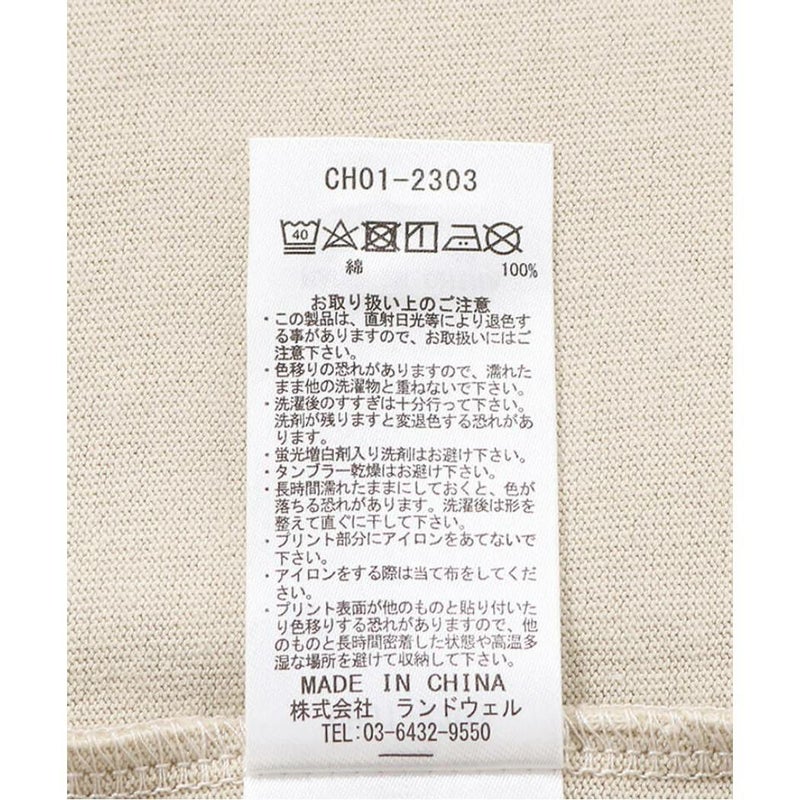 CH01-2303
40
綿 100%
お取り扱い上のご注意
・この製品は、直射日光等により退色す
る事がありますので、お取扱いにはご
注意下さい。
・色移りの恐れがありますので、濡れた
まま他の洗濯物と重ねないで下さい。
・洗濯後のすすぎは十分行って下さい。
洗剤が残りますと変退色する恐れがあ
ります。
・蛍光増白剤入り洗剤はお避け下さい。
・タンブラー乾燥はお避け下さい。
・長時間濡れたままにしておくと、色が
落ちる恐れがあります。洗濯後は形を
整えて直ぐに干して下さい。
・プリント部分にアイロンをあてないで
下さい。
・アイロンをする際は当て布をしてくだ
さい。
・プリント表面が他のものと貼り付いた
り色移りする恐れがありますので、他
のものと長時間密着した状態や高温多
湿な場所を避けて収納して下さい。
MADE IN CHINA
株式会社 ランドウェル
TEL:03-6432-9550